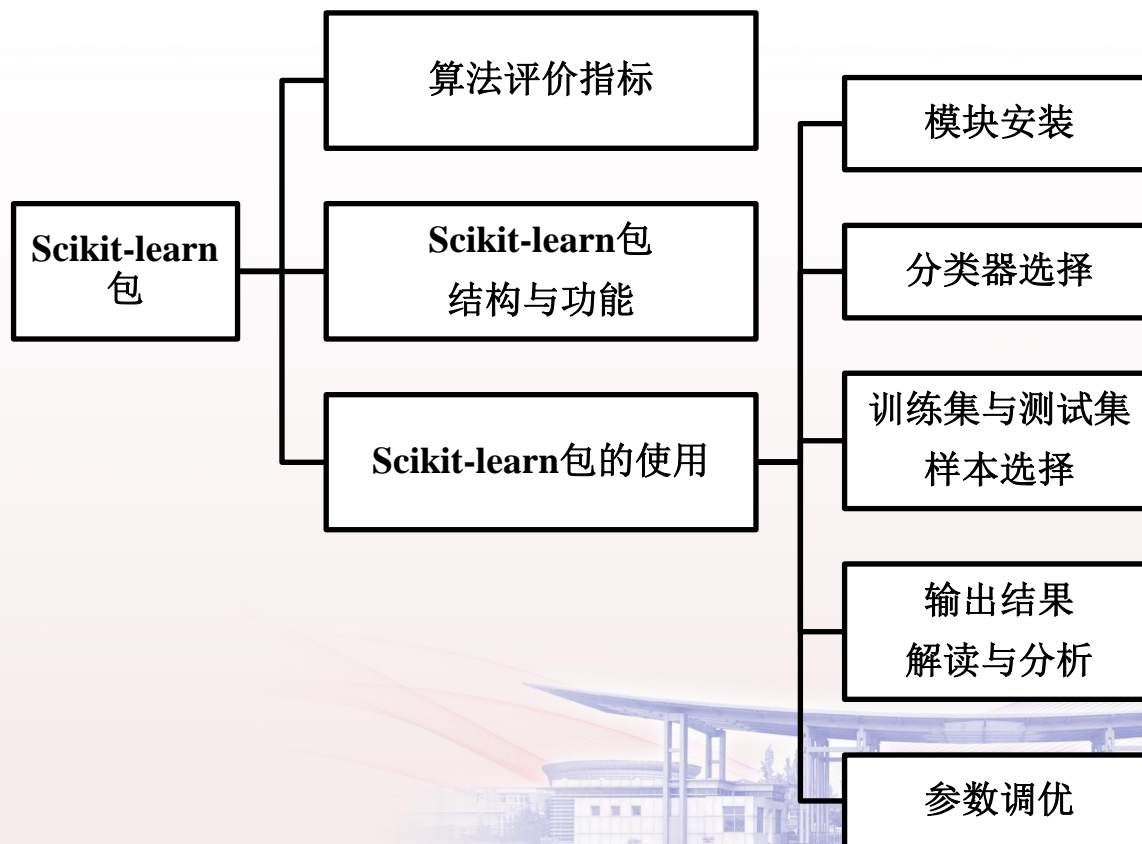 Scikit-learn
包
算法评价指标
Scikit-learn包
结构与功能
Scikit-learn包的使用
模块安装
分类器选择
训练集与测试集
样本选择
输出结果
解读与分析
参数调优